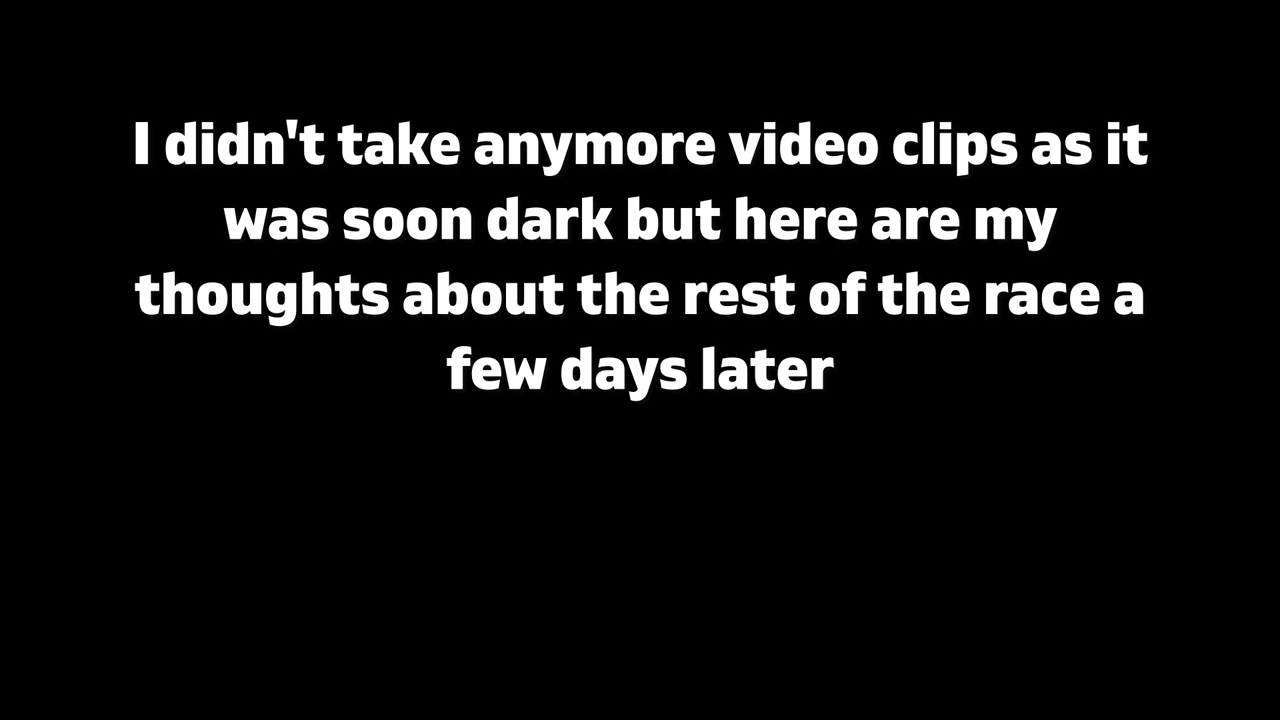 I didn't take anymore video clips as it
was soon dark but here are my
thoughts about the rest of the race a
few days later